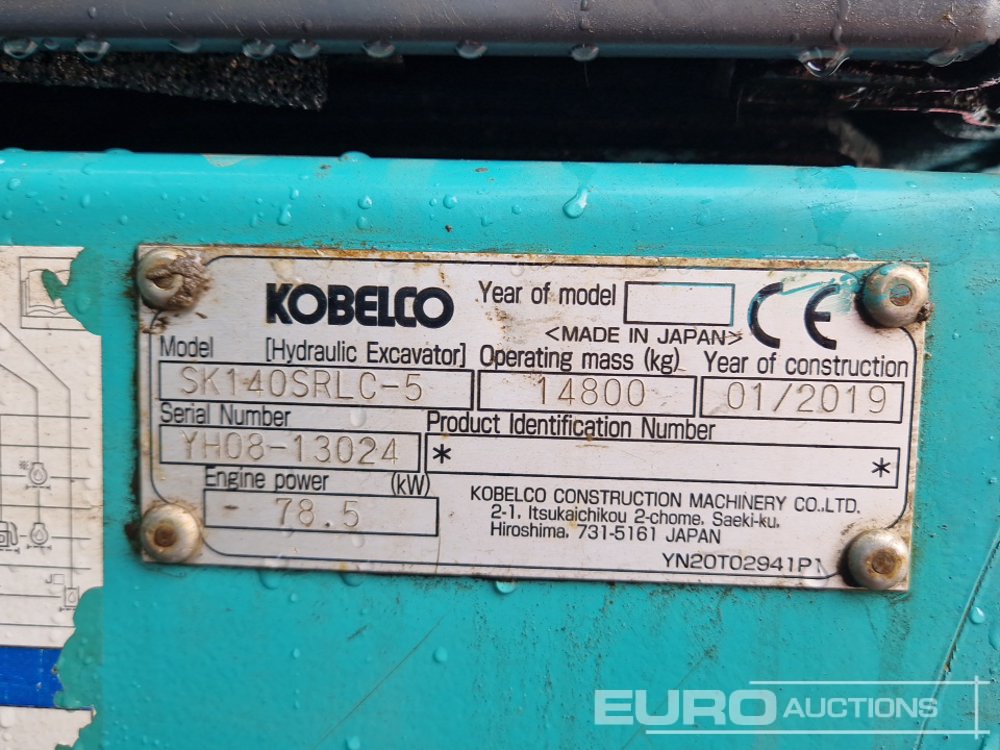 KOBELCO
Year of model
CE
<MADE IN JAPAN>
Model [Hydraulic Excavator] Operating mass (kg) Year of construction
SK140SRLC-5 14800 01/2019
Serial Number Product Identification Number
YH08-13024 * *
Engine power (kW)
78.5
KOBELCO CONSTRUCTION MACHINERY CO.,LTD.
2-1, Itsukaichikou 2-chome, Saeki-ku,
Hiroshima, 731-5161 JAPAN
YN20T02941P1
EURO AUCTIONS